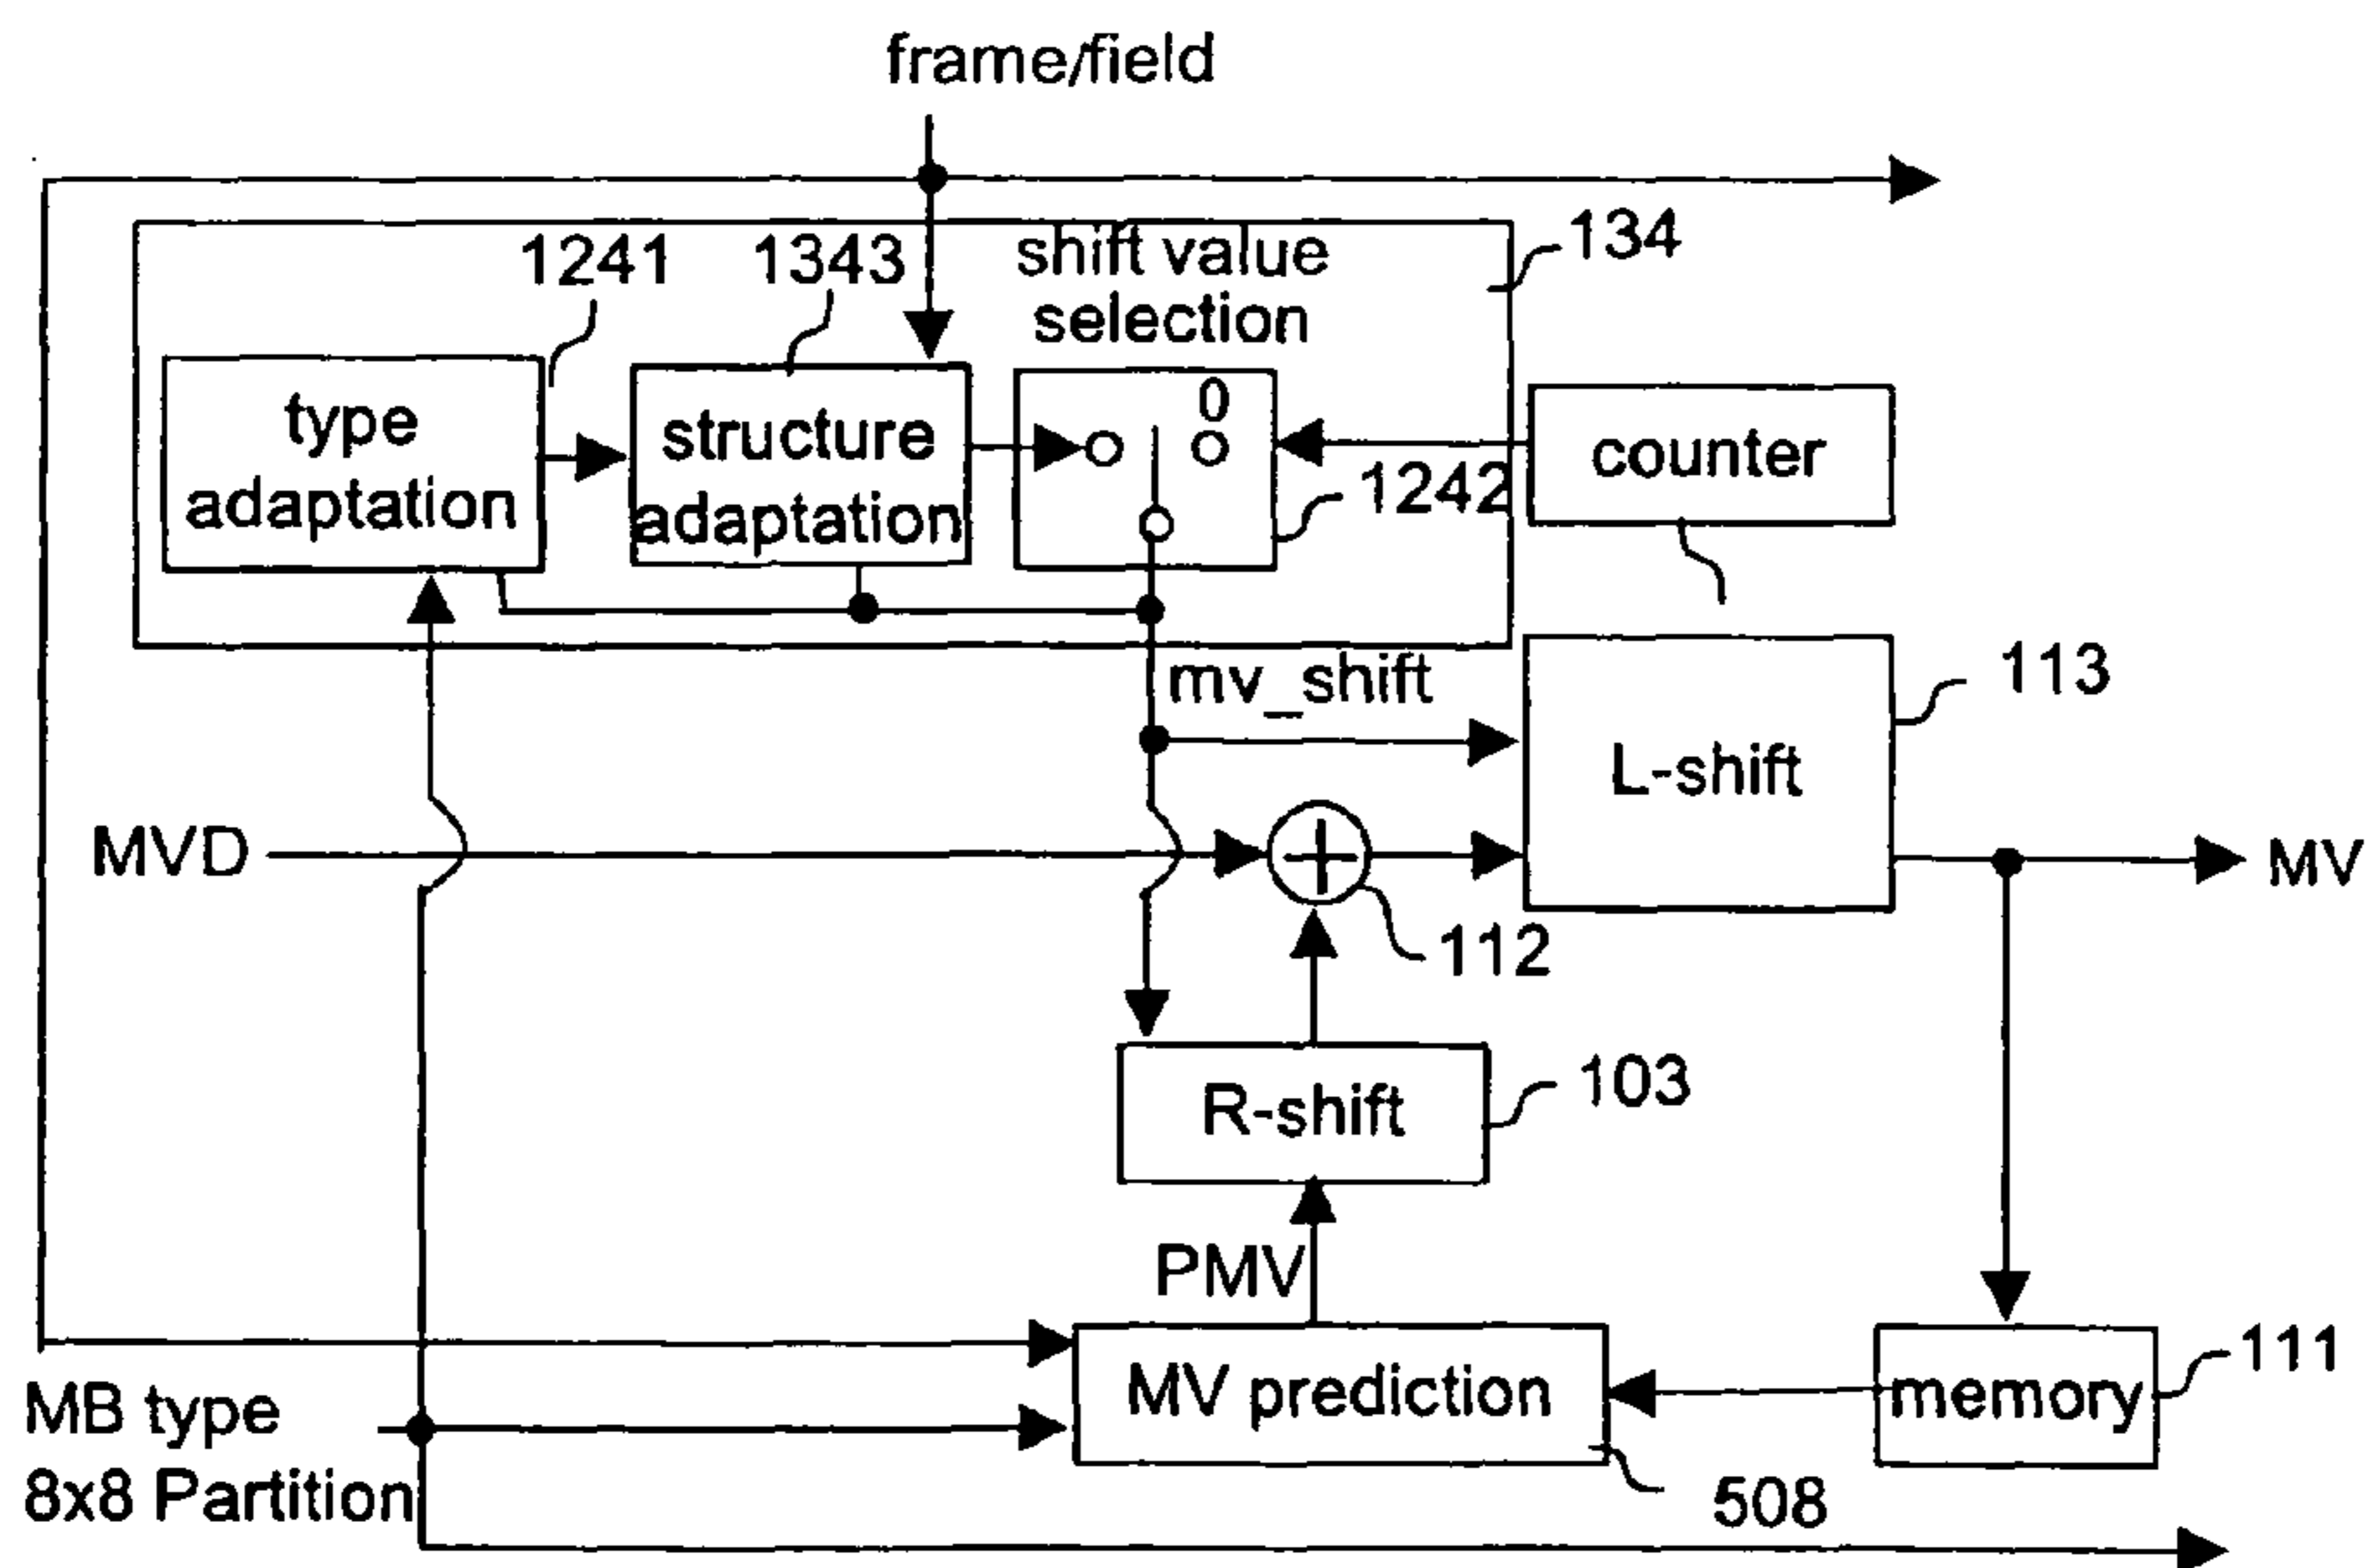 frame/field
1241
1343
shift value
selection
134
type
adaptation
structure
adaptation
0
1242
counter
mv_shift
L-shift
113
MVD
MV
112
R-shift
103
PMV
MB type
8x8 Partition
MV prediction
memory
111
508